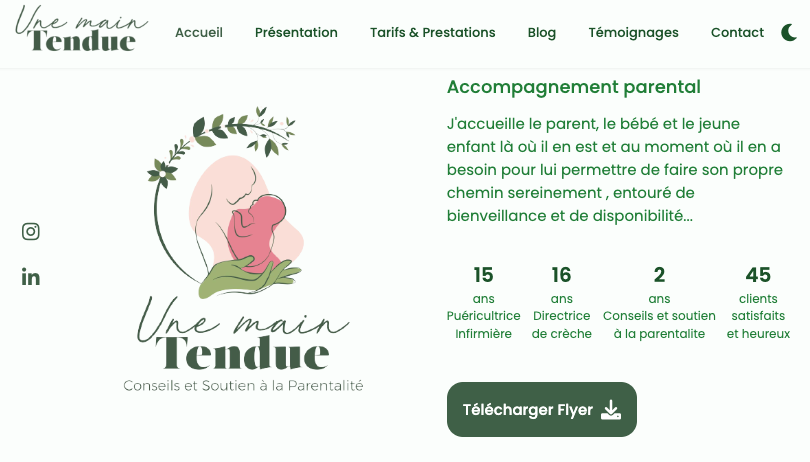 Une main
Tendue
Accueil
Présentation
Tarifs & Prestations
Blog
Témoignages
Contact
Accompagnement parental
J'accueille le parent, le bébé et le jeune
enfant là où il en est et au moment où il en a
besoin pour lui permettre de faire son propre
chemin sereinement , entouré de
bienveillance et de disponibilité...
15
ans
Puéricultrice
Infirmière
16
ans
Directrice
de crèche
2
ans
Conseils et soutien
à la parentalite
45
clients
satisfaits
et heureux
Une main
Tendue
Conseils et Soutien à la Parentalité
Télécharger Flyer